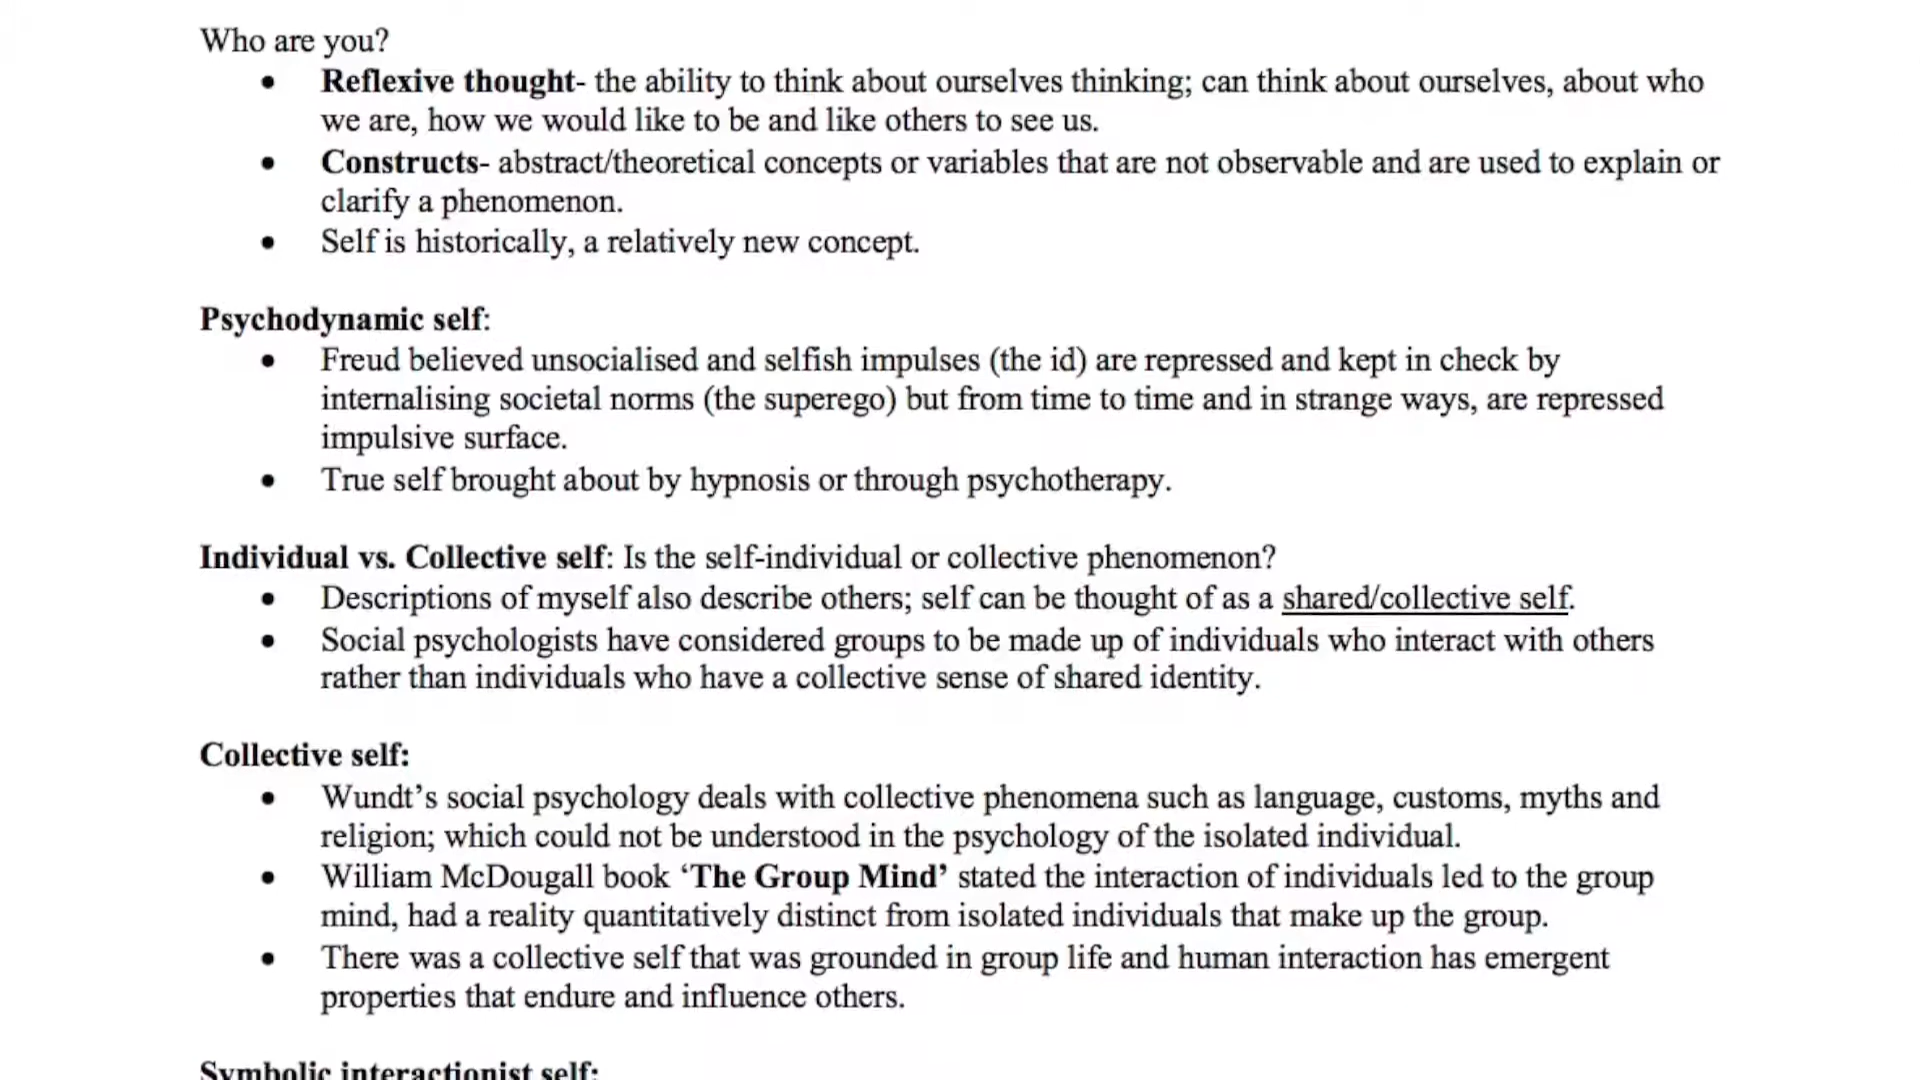 Who are you?
• Reflexive thought- the ability to think about ourselves thinking; can think about ourselves, about who
we are, how we would like to be and like others to see us.
• Constructs- abstract/theoretical concepts or variables that are not observable and are used to explain or
clarify a phenomenon.
• Self is historically, a relatively new concept.
Psychodynamic self:
• Freud believed unsocialised and selfish impulses (the id) are repressed and kept in check by
internalising societal norms (the superego) but from time to time and in strange ways, are repressed
impulsive surface.
• True self brought about by hypnosis or through psychotherapy.
Individual vs. Collective self: Is the self-individual or collective phenomenon?
• Descriptions of myself also describe others; self can be thought of as a shared/collective self.
• Social psychologists have considered groups to be made up of individuals who interact with others
rather than individuals who have a collective sense of shared identity.
Collective self:
• Wundt’s social psychology deals with collective phenomena such as language, customs, myths and
religion; which could not be understood in the psychology of the isolated individual.
• William McDougall book ‘The Group Mind’ stated the interaction of individuals led to the group
mind, had a reality quantitatively distinct from isolated individuals that make up the group.
• There was a collective self that was grounded in group life and human interaction has emergent
properties that endure and influence others.
Symbolic interactionist self: